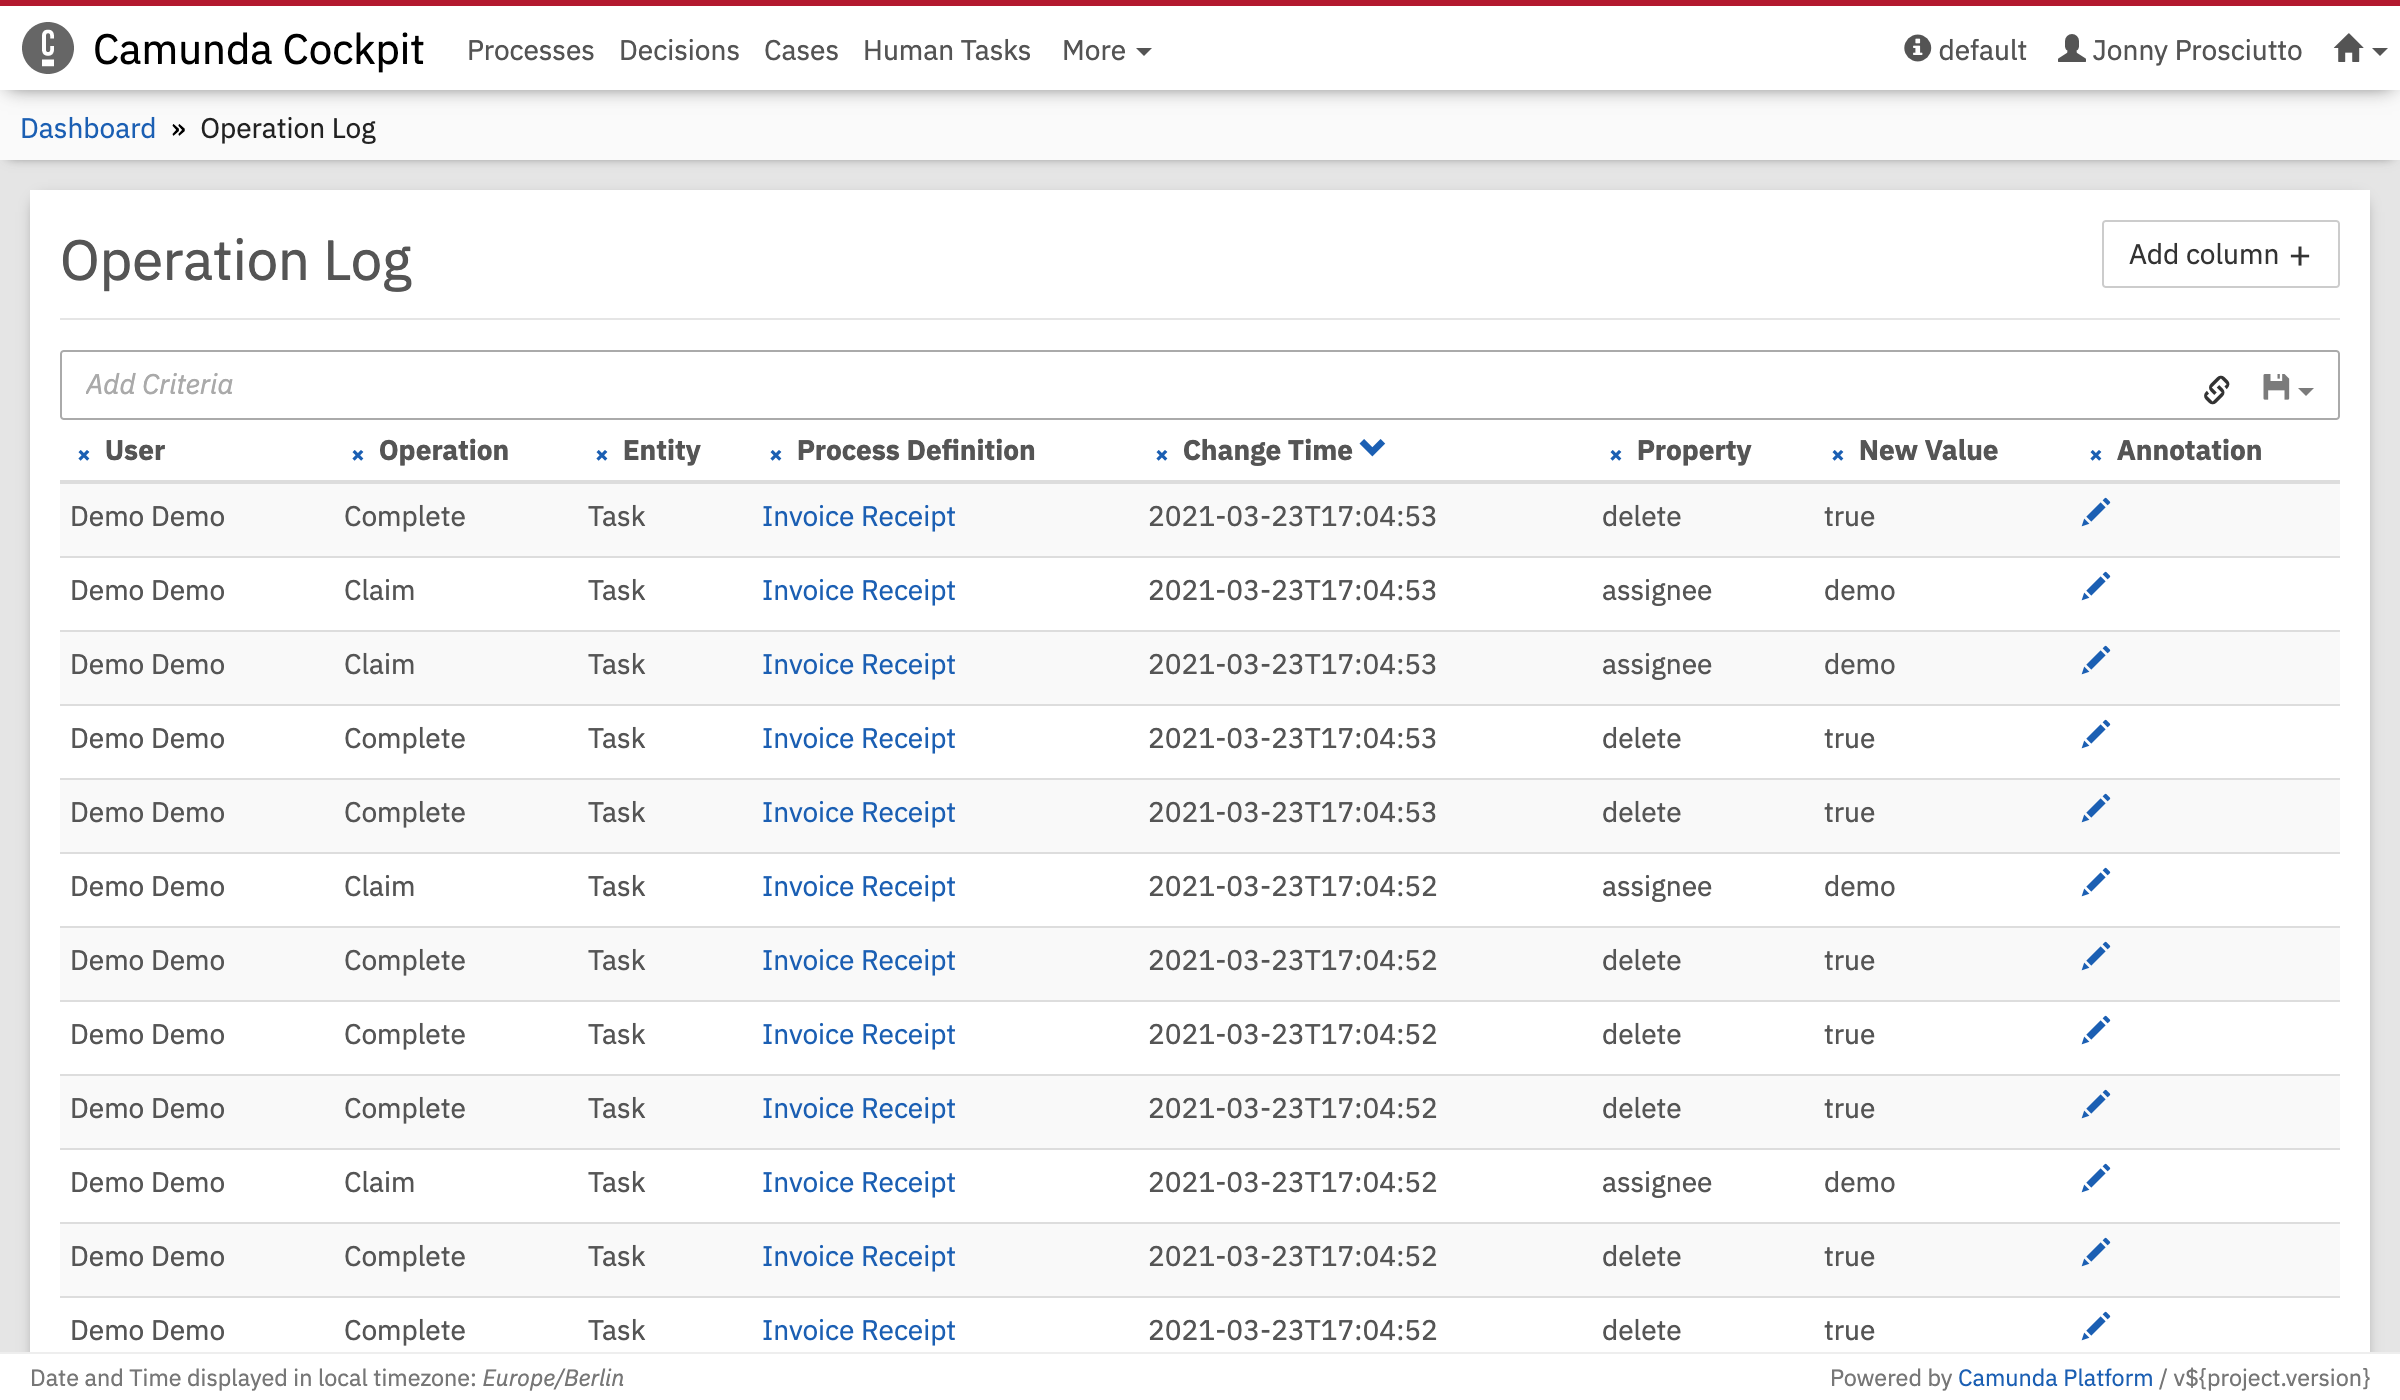 Camunda Cockpit Processes Decisions Cases Human Tasks More default Jonny Prosciutto
Dashboard » Operation Log
Operation Log
Add column +
Add Criteria
× User × Operation × Entity × Process Definition × Change Time × Property × New Value × Annotation
Demo Demo Complete Task Invoice Receipt 2021-03-23T17:04:53 delete true
Demo Demo Claim Task Invoice Receipt 2021-03-23T17:04:53 assignee demo
Demo Demo Claim Task Invoice Receipt 2021-03-23T17:04:53 assignee demo
Demo Demo Complete Task Invoice Receipt 2021-03-23T17:04:53 delete true
Demo Demo Complete Task Invoice Receipt 2021-03-23T17:04:53 delete true
Demo Demo Claim Task Invoice Receipt 2021-03-23T17:04:52 assignee demo
Demo Demo Complete Task Invoice Receipt 2021-03-23T17:04:52 delete true
Demo Demo Complete Task Invoice Receipt 2021-03-23T17:04:52 delete true
Demo Demo Complete Task Invoice Receipt 2021-03-23T17:04:52 delete true
Demo Demo Claim Task Invoice Receipt 2021-03-23T17:04:52 assignee demo
Demo Demo Complete Task Invoice Receipt 2021-03-23T17:04:52 delete true
Demo Demo Complete Task Invoice Receipt 2021-03-23T17:04:52 delete true
Date and Time displayed in local timezone: Europe/Berlin Powered by Camunda Platform / v${project.version}